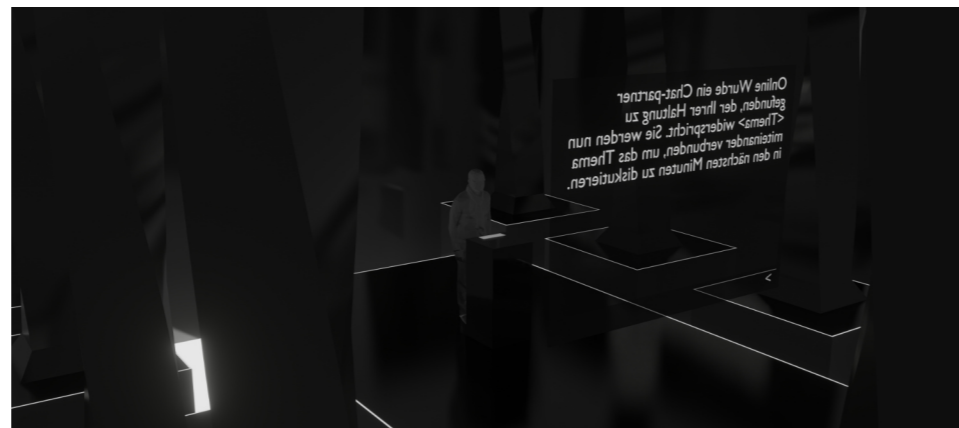 Online Wurde ein Chat-partner
gefunden, der Ihrer Haltung zu
<Thema> widerspricht. Sie werden nun
miteinander verbunden, um das Thema
in den nächsten Minuten zu diskutieren.
>